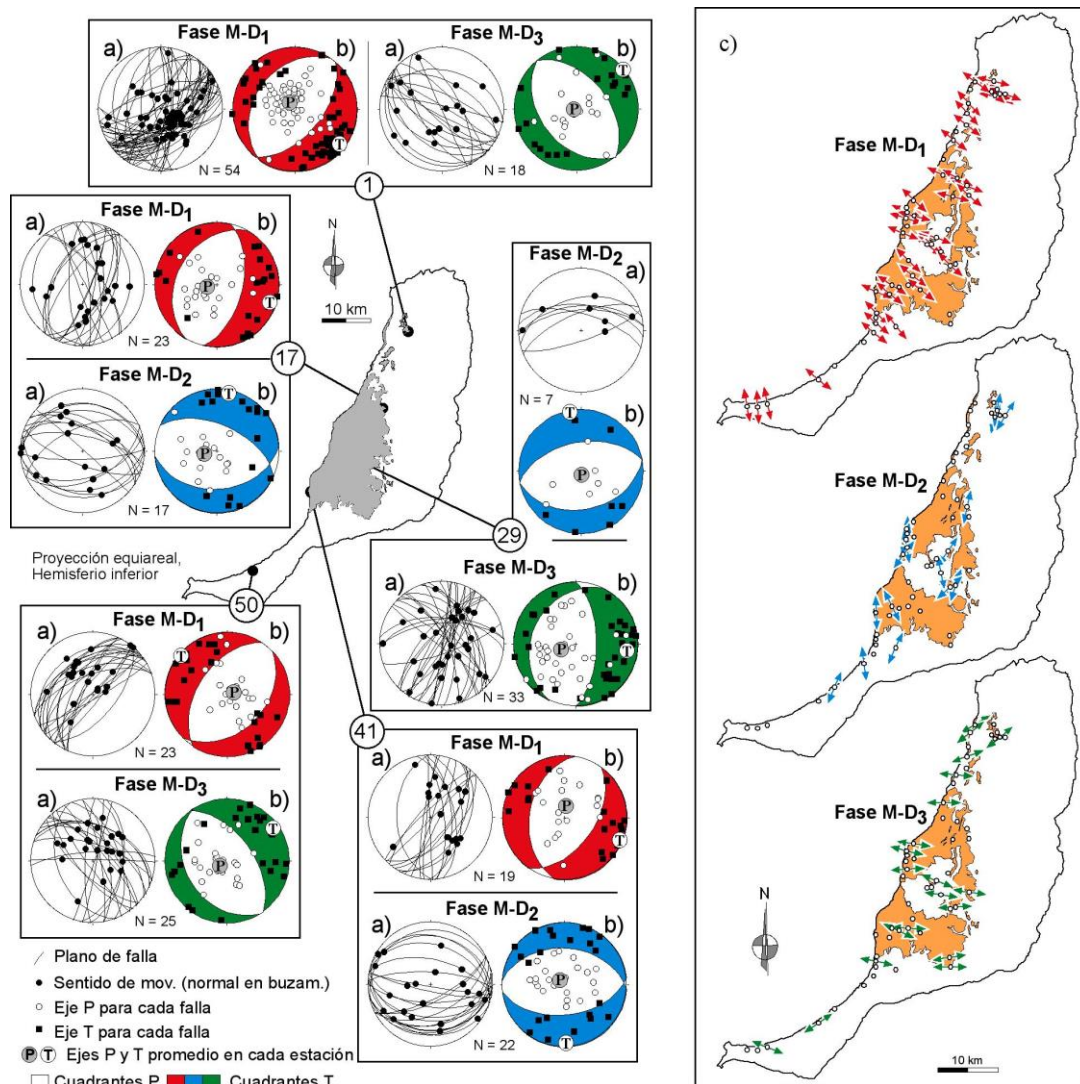 Fase M-D1
a)
b)
P
T
N = 54
Fase M-D3
a)
b)
P
T
N = 18
1
Fase M-D1
a)
b)
P
T
N = 23
17
Fase M-D2
a)
b)
T
P
N = 17
N
10 km
Fase M-D2
a)
N = 7
T
b)
P
29
Fase M-D3
a)
b)
P
T
N = 33
Proyección equiareal,
Hemisferio inferior
50
Fase M-D1
a)
b)
T
P
N = 23
Fase M-D3
a)
b)
T
P
N = 25
41
Fase M-D1
a)
b)
P
T
N = 19
Fase M-D2
a)
b)
P
T
N = 22
Plano de falla
Sentido de mov. (normal en buzam.)
Eje P para cada falla
Eje T para cada falla
P T Ejes P y T promedio en cada estación
Cuadrantes P Cuadrantes T
c)
Fase M-D1
Fase M-D2
Fase M-D3
N
10 km